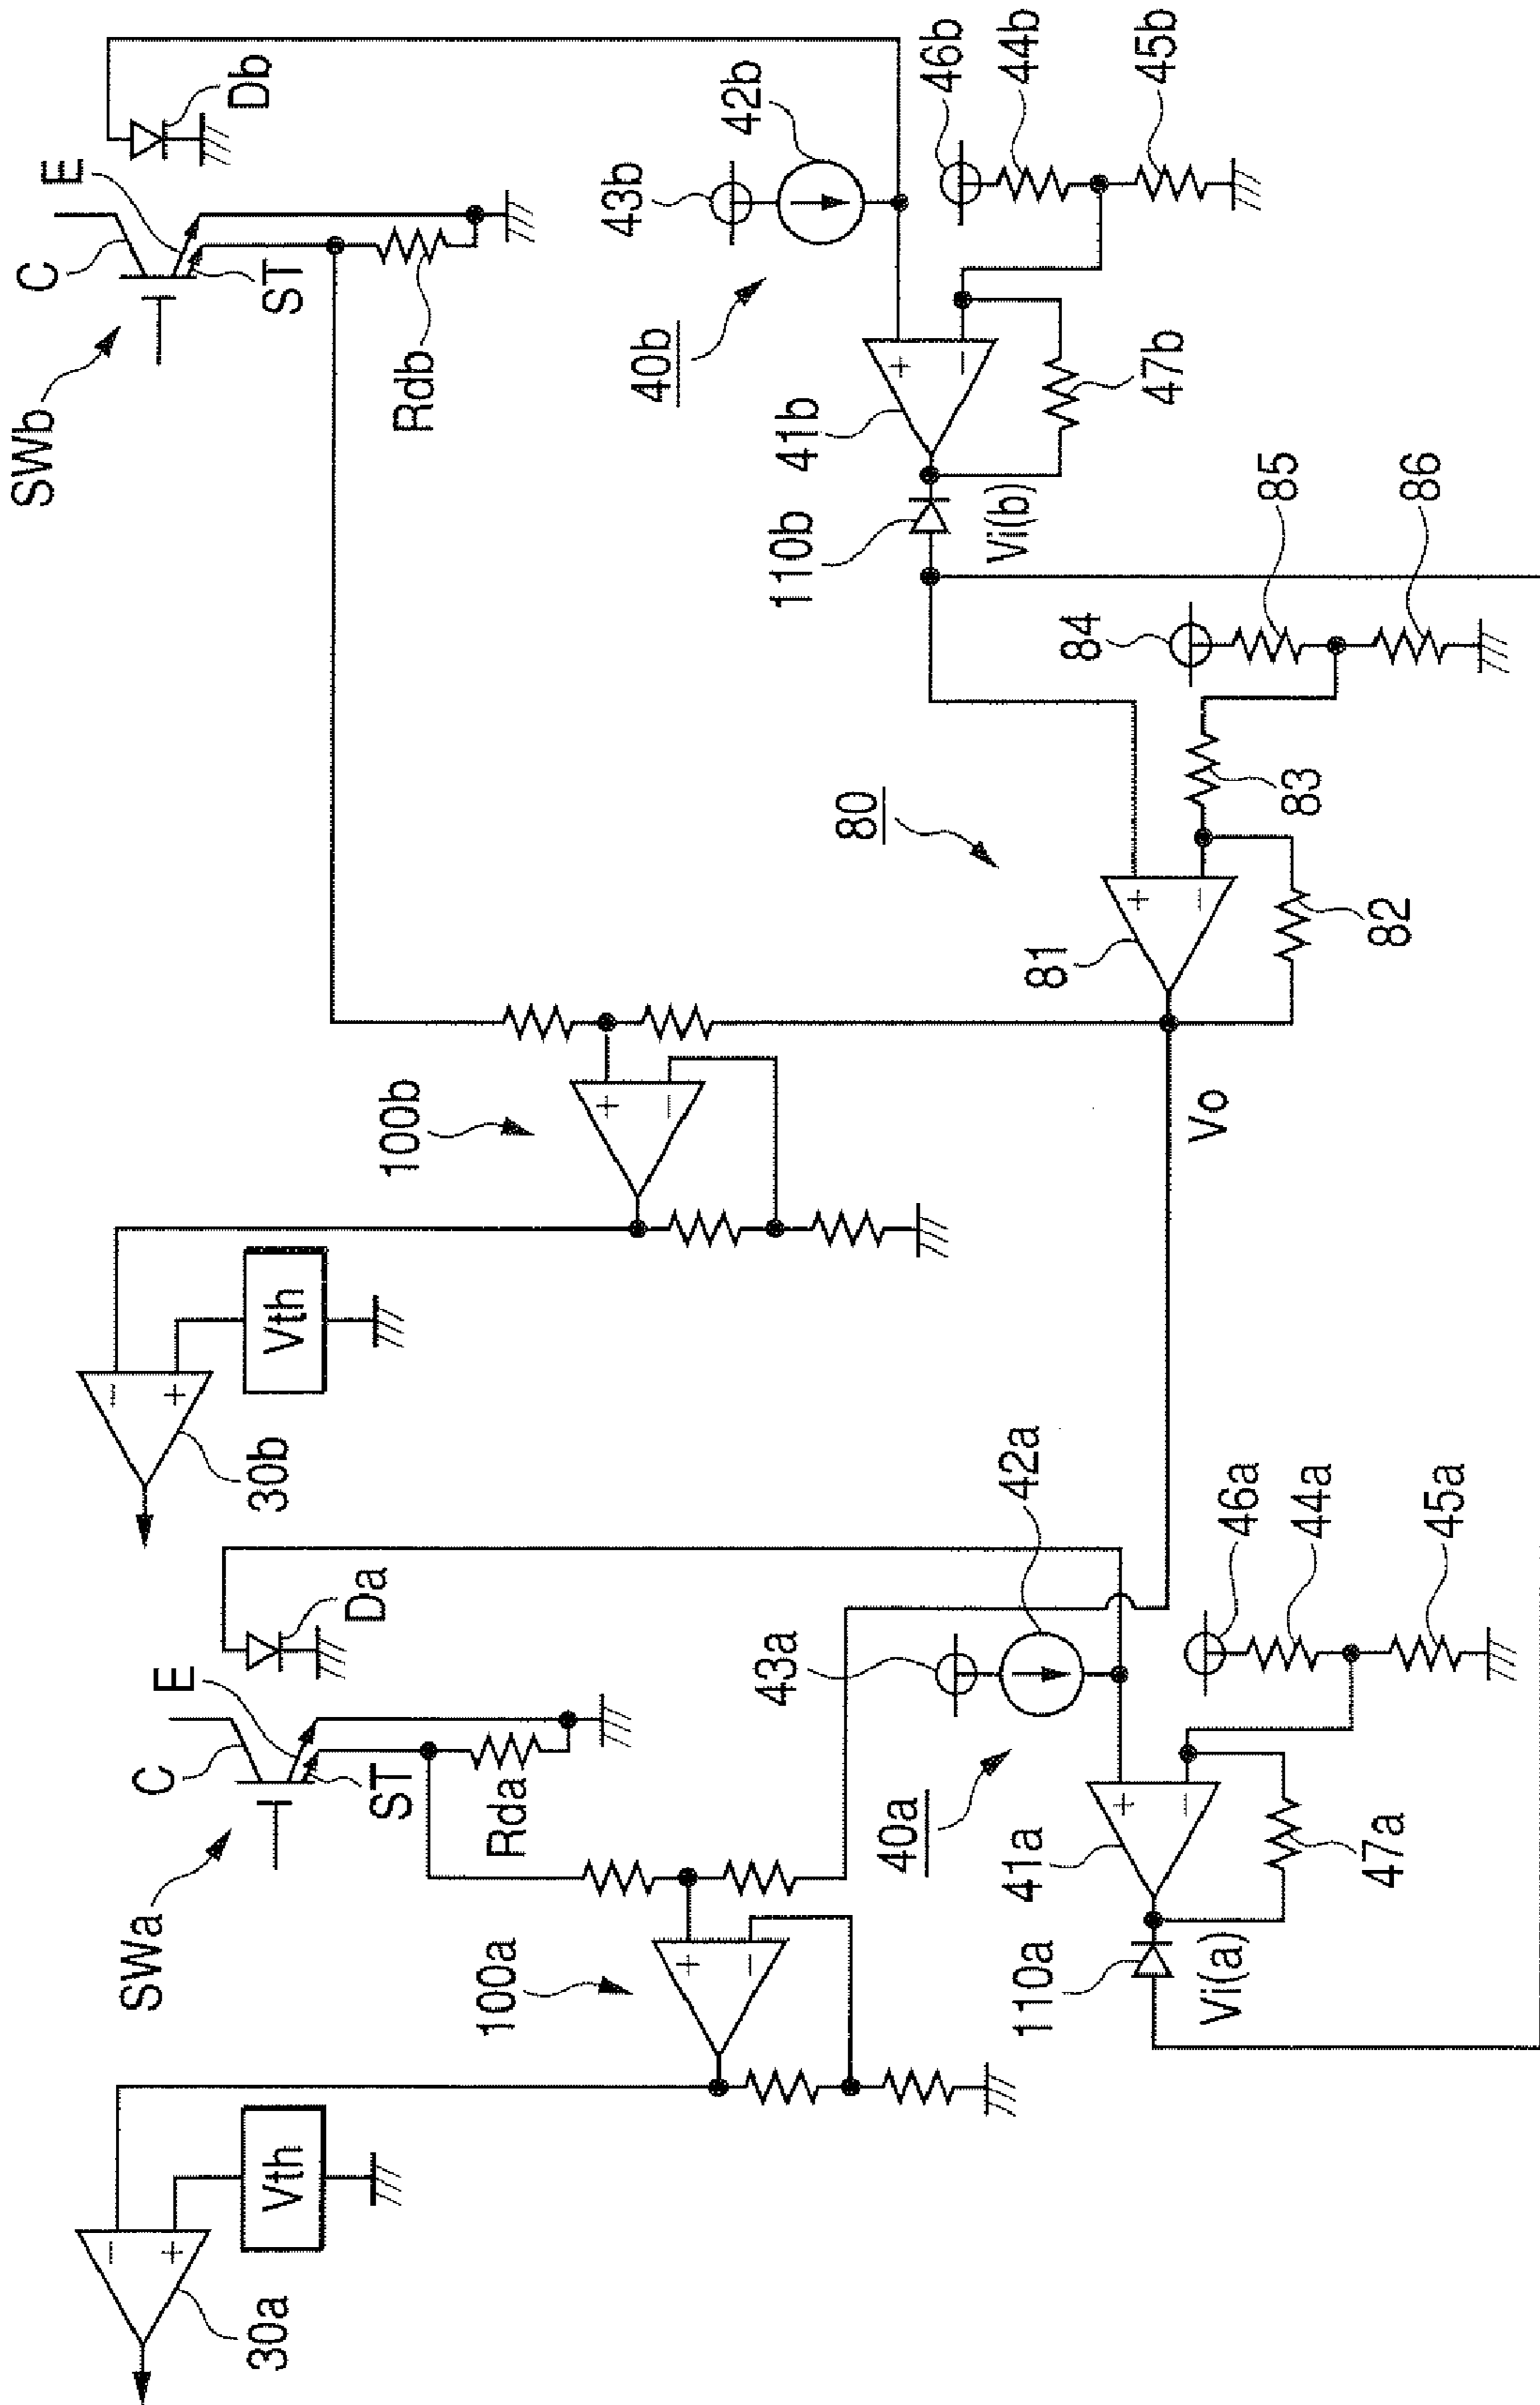 SWa
C
E
ST
Da
Rda
30a
Vth
−
+
100a
+
−
43a
42a
40a
41a
+
−
110a
Vi(a)
46a
44a
45a
47a
SWb
C
E
ST
Db
Rdb
30b
Vth
−
+
100b
+
−
43b
42b
40b
41b
+
−
110b
Vi(b)
46b
44b
45b
47b
80
81
+
−
82
83
84
85
86
Vo